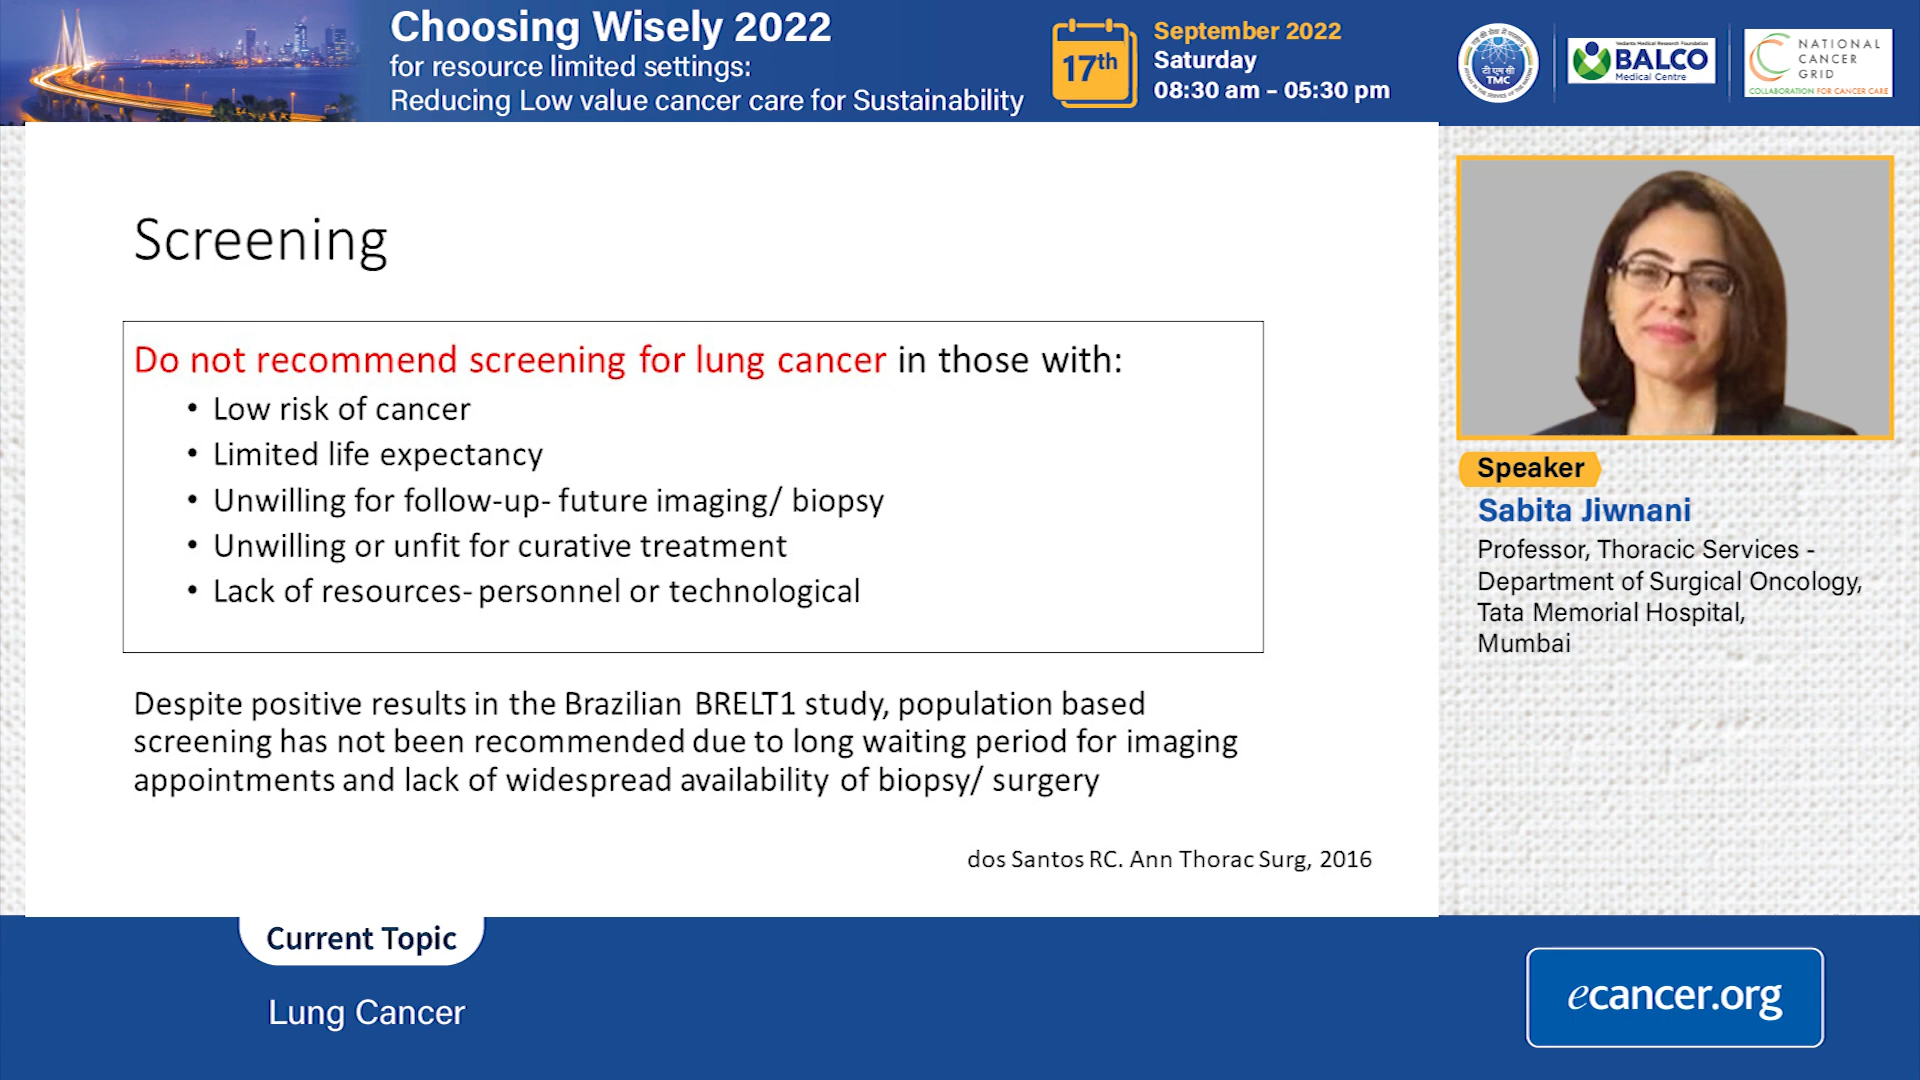 Choosing Wisely 2022
for resource limited settings:
Reducing Low value cancer care for Sustainability
17th
September 2022
Saturday
08:30 am – 05:30 pm
टी एम सी
TMC
Vedanta Medical Research Foundation
BALCO
Medical Centre
NATIONAL
CANCER
GRID
COLLABORATION FOR CANCER CARE
Screening
Do not recommend screening for lung cancer in those with:
• Low risk of cancer
• Limited life expectancy
• Unwilling for follow-up- future imaging/ biopsy
• Unwilling or unfit for curative treatment
• Lack of resources- personnel or technological
Despite positive results in the Brazilian BRELT1 study, population based
screening has not been recommended due to long waiting period for imaging
appointments and lack of widespread availability of biopsy/ surgery
dos Santos RC. Ann Thorac Surg, 2016
Speaker
Sabita Jiwnani
Professor, Thoracic Services -
Department of Surgical Oncology,
Tata Memorial Hospital,
Mumbai
Current Topic
Lung Cancer
ecancer.org